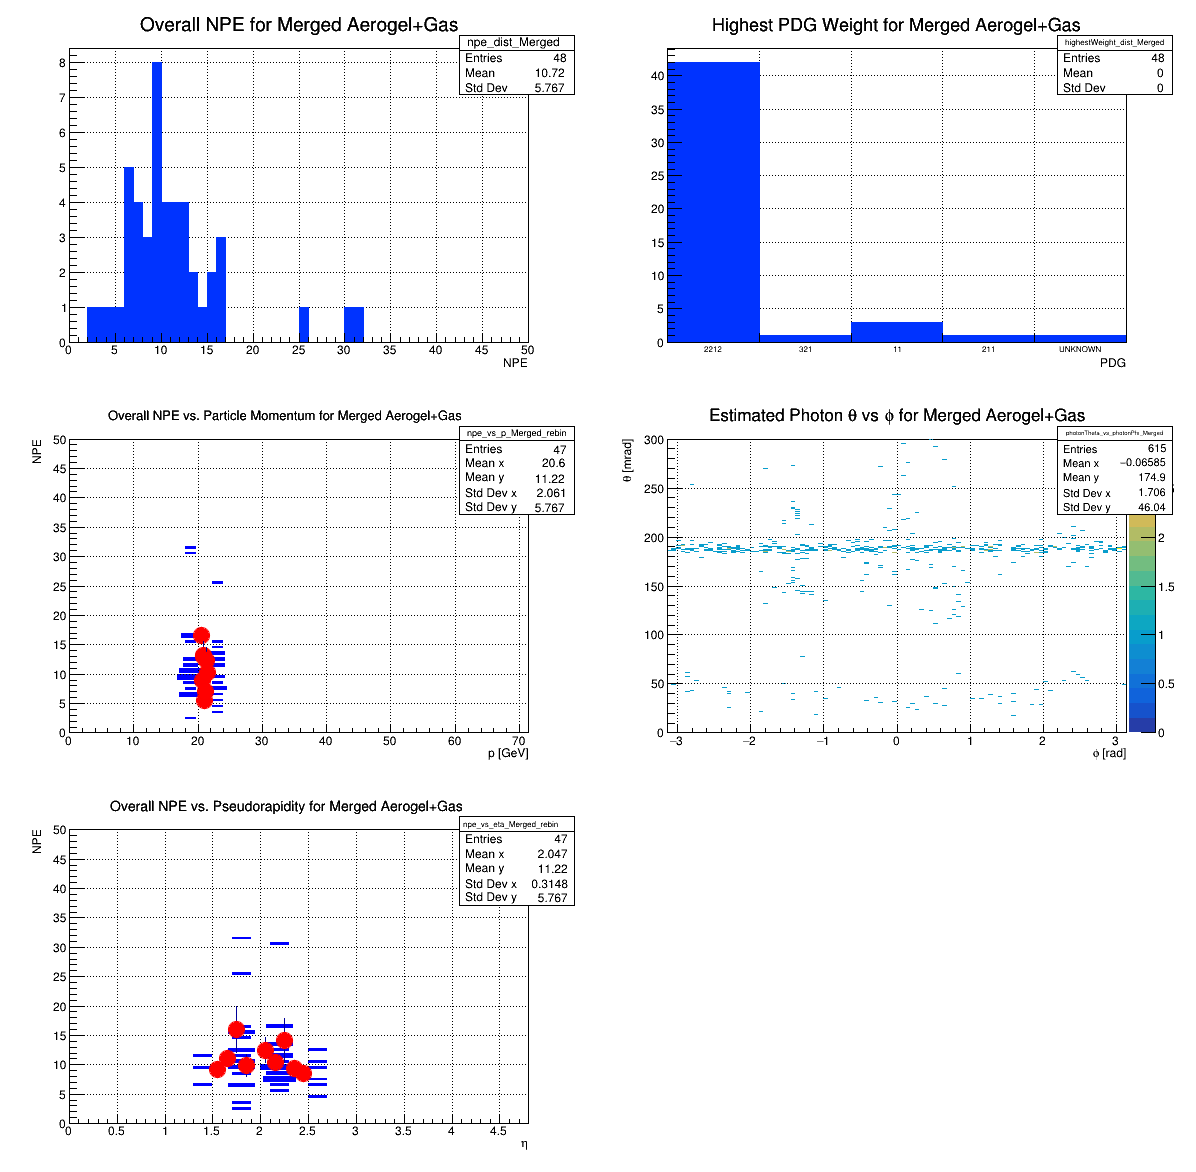 Overall NPE for Merged Aerogel+Gas
npe_dist_Merged
Entries 48
Mean 10.72
Std Dev 5.767
8
7
6
5
4
3
2
1
0
0 5 10 15 20 25 30 35 40 45 50
NPE
Highest PDG Weight for Merged Aerogel+Gas
highestWeight_dist_Merged
Entries 48
Mean 0
Std Dev 0
40
35
30
25
20
15
10
5
0
2212 321 11 211 UNKNOWN
PDG
Overall NPE vs. Particle Momentum for Merged Aerogel+Gas
npe_vs_p_Merged_rebin
Entries 47
Mean x 20.6
Mean y 11.22
Std Dev x 2.061
Std Dev y 5.767
NPE
50
45
40
35
30
25
20
15
10
5
0
0 10 20 30 40 50 60 70
p [GeV]
Estimated Photon θ vs ϕ for Merged Aerogel+Gas
photonTheta_vs_photonPhi_Merged
Entries 615
Mean x −0.06585
Mean y 174.9
Std Dev x 1.706
Std Dev y 46.04
θ [mrad]
300
250
200
150
100
50
0
−3 −2 −1 0 1 2 3
ϕ [rad]
2
1.5
1
0.5
0
Overall NPE vs. Pseudorapidity for Merged Aerogel+Gas
npe_vs_eta_Merged_rebin
Entries 47
Mean x 2.047
Mean y 11.22
Std Dev x 0.3148
Std Dev y 5.767
NPE
50
45
40
35
30
25
20
15
10
5
0
0 0.5 1 1.5 2 2.5 3 3.5 4 4.5
η